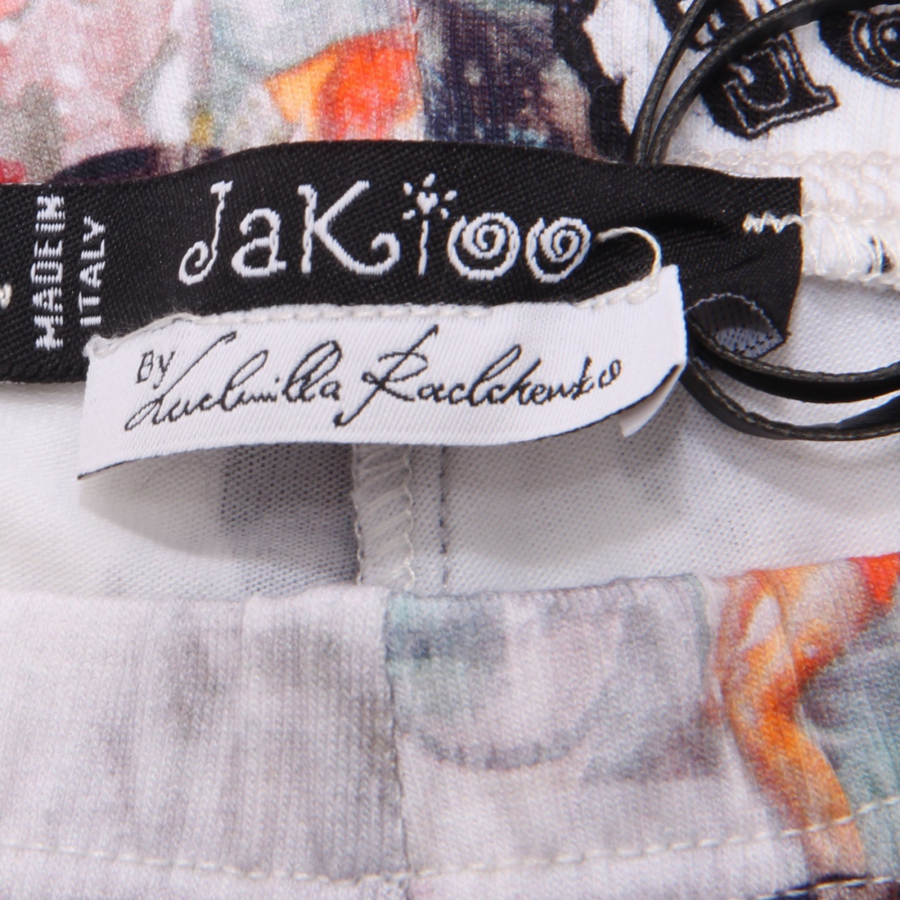 MADE IN
ITALY
JaKioo
By
Ludmilla Radchenko